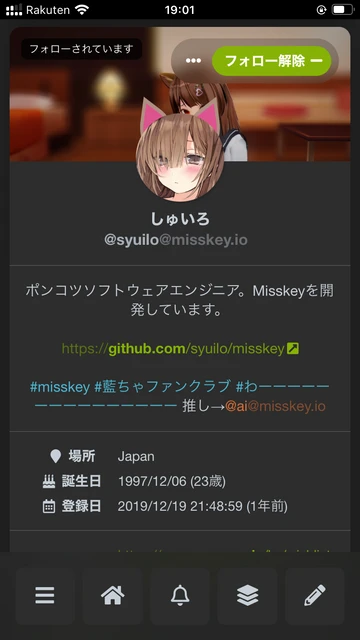 Rakuten 19:01
フォローされています
フォロー解除
しゅいろ
@syuilo@misskey.io
ポンコツソフトウェアエンジニア。Misskeyを開
発しています。
https://github.com/syuilo/misskey
#misskey #藍ちゃファンクラブ #わーーーーー
ーーーーーーーーーー 推し→@ai@misskey.io
場所 Japan
誕生日 1997/12/06 (23歳)
登録日 2019/12/19 21:48:59 (1年前)